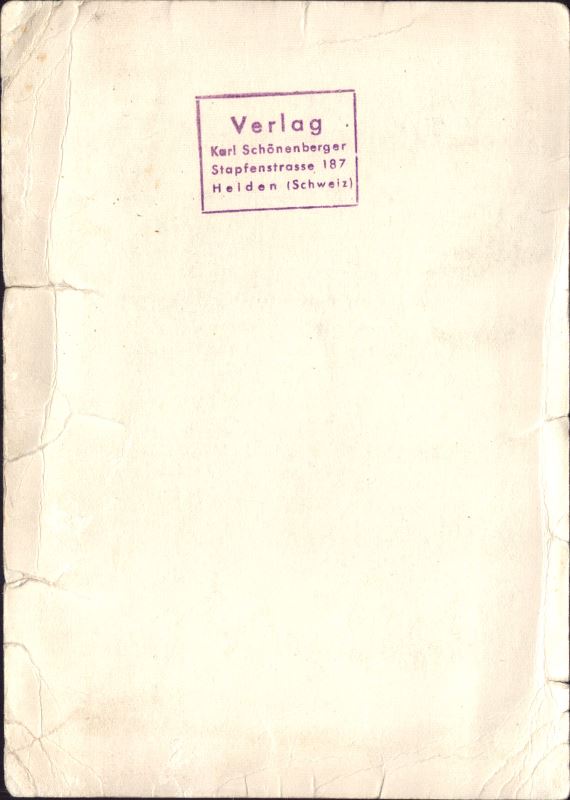 Verlag
Karl Schönenberger
Stapfenstrasse 187
Heiden (Schweiz)